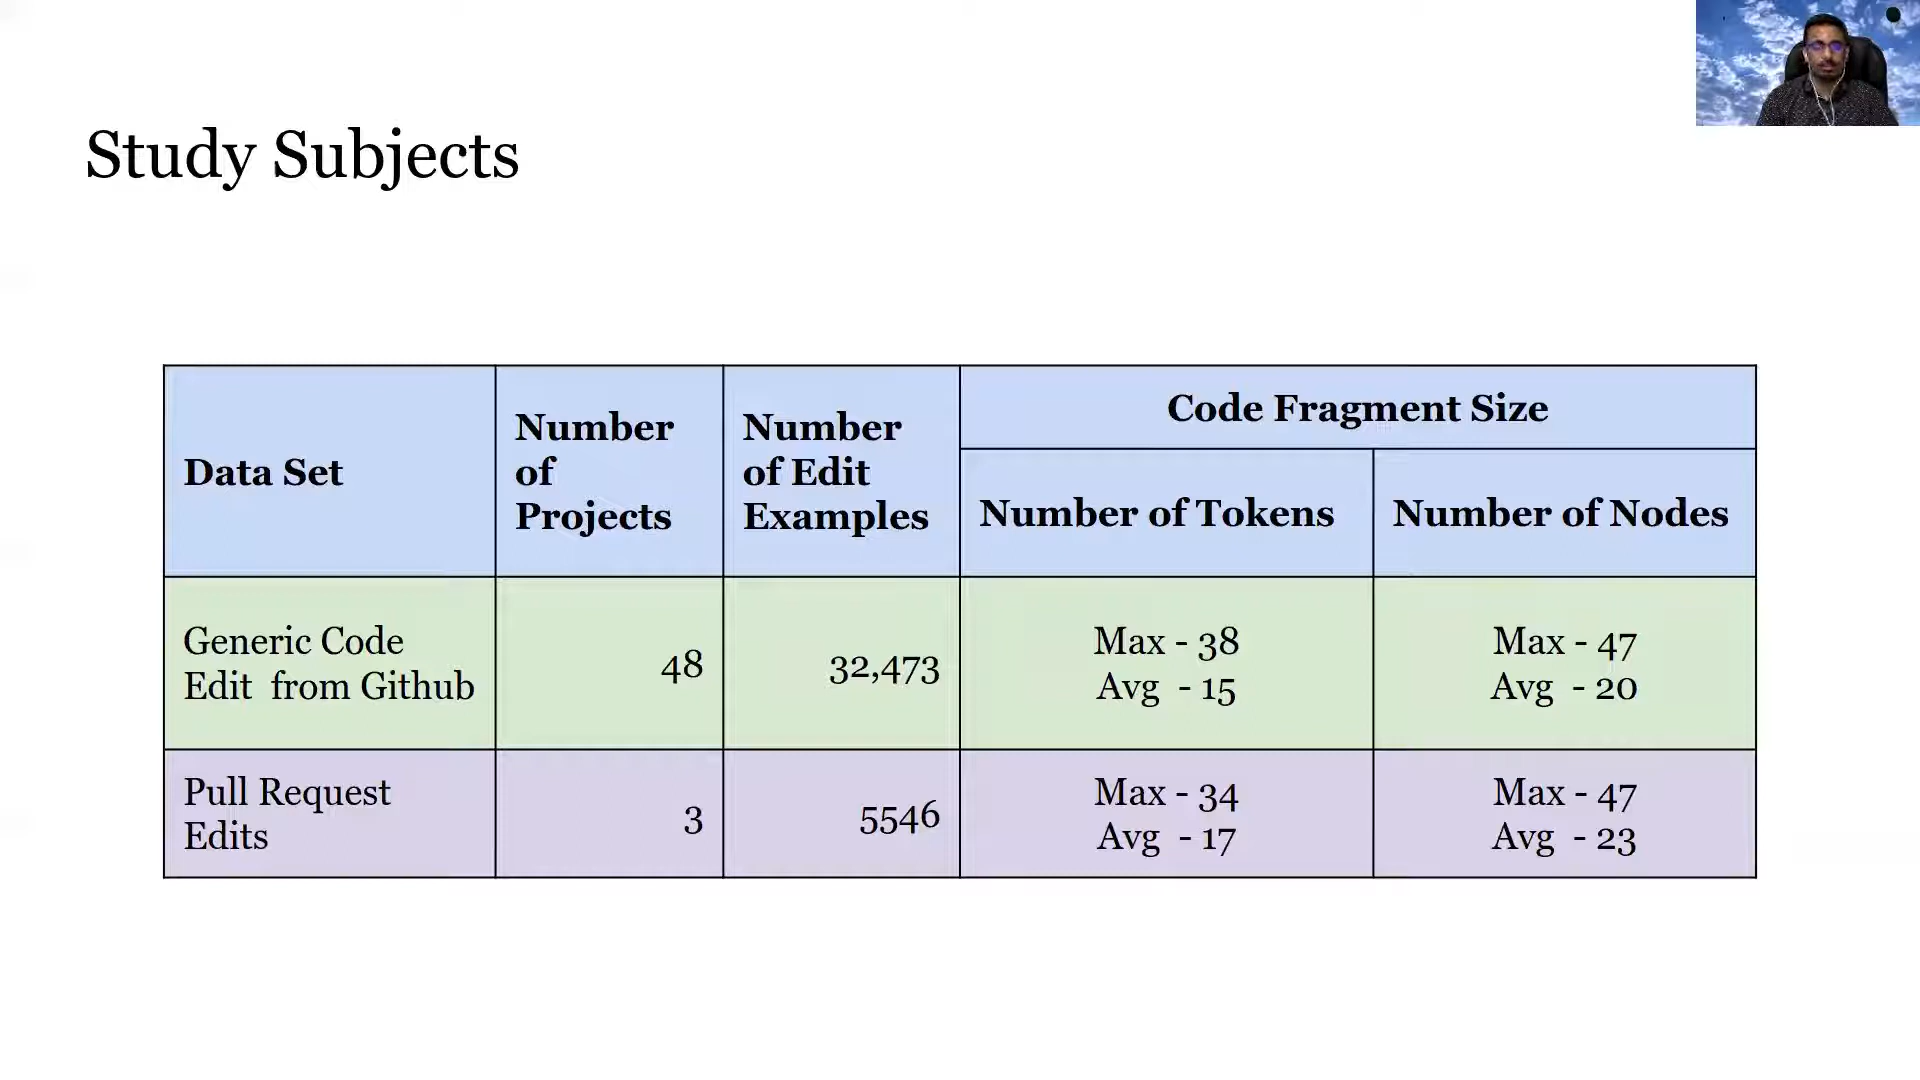 Study Subjects
Data Set
Number
of
Projects
Number
of Edit
Examples
Code Fragment Size
Number of Tokens
Number of Nodes
Generic Code
Edit from Github
48
32,473
Max - 38
Avg - 15
Max - 47
Avg - 20
Pull Request
Edits
3
5546
Max - 34
Avg - 17
Max - 47
Avg - 23